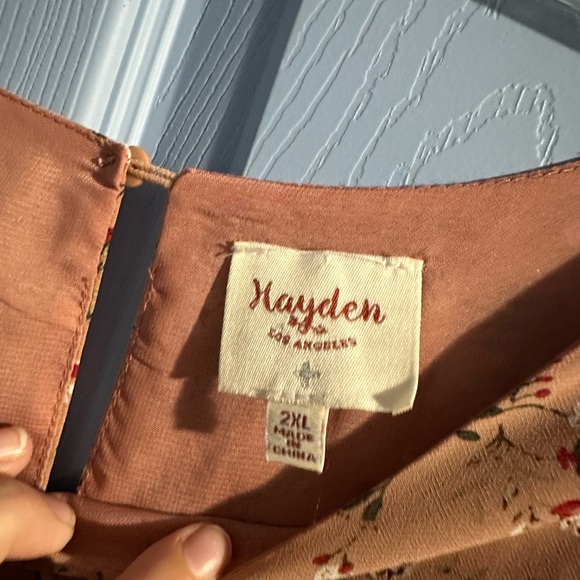 Hayden
LOS ANGELES
2XL
MADE
IN
CHINA